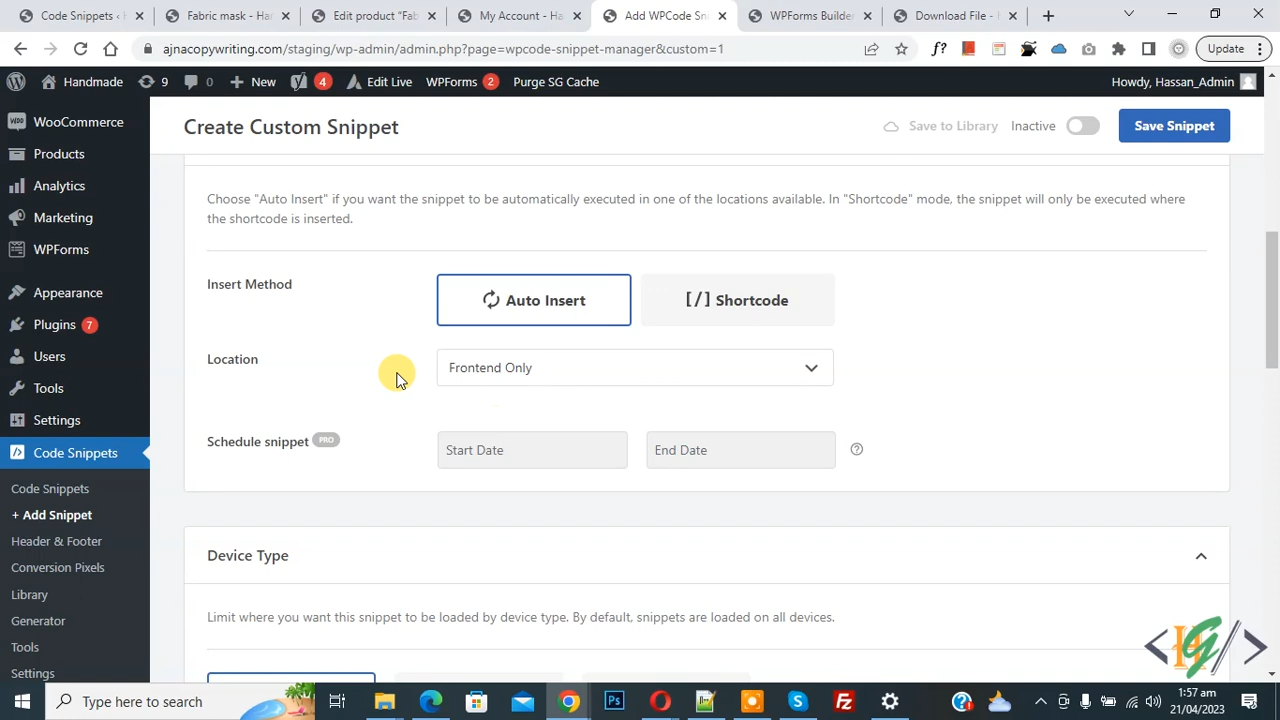 Code Snippets ‹ H
Fabric mask - Ha
Edit product "Fab
My Account - Ha
Add WPCode Sni
WPForms Builder
Download File - H
ajnacopywriting.com/staging/wp-admin/admin.php?page=wpcode-snippet-manager&custom=1
f?
Update
Handmade
9
0
New
4
Edit Live
WPForms 2
Purge SG Cache
Howdy, Hassan_Admin
WooCommerce
Products
Analytics
Marketing
WPForms
Appearance
Plugins 7
Users
Tools
Settings
Code Snippets
Code Snippets
+ Add Snippet
Header & Footer
Conversion Pixels
Library
Generator
Tools
Settings
Create Custom Snippet
Save to Library
Inactive
Save Snippet
Choose "Auto Insert" if you want the snippet to be automatically executed in one of the locations available. In "Shortcode" mode, the snippet will only be executed where
the shortcode is inserted.
Insert Method
Auto Insert
[/] Shortcode
Location
Frontend Only
Schedule snippet PRO
Start Date
End Date
Device Type
Limit where you want this snippet to be loaded by device type. By default, snippets are loaded on all devices.
HG
Type here to search
Ps
1:57 am
21/04/2023